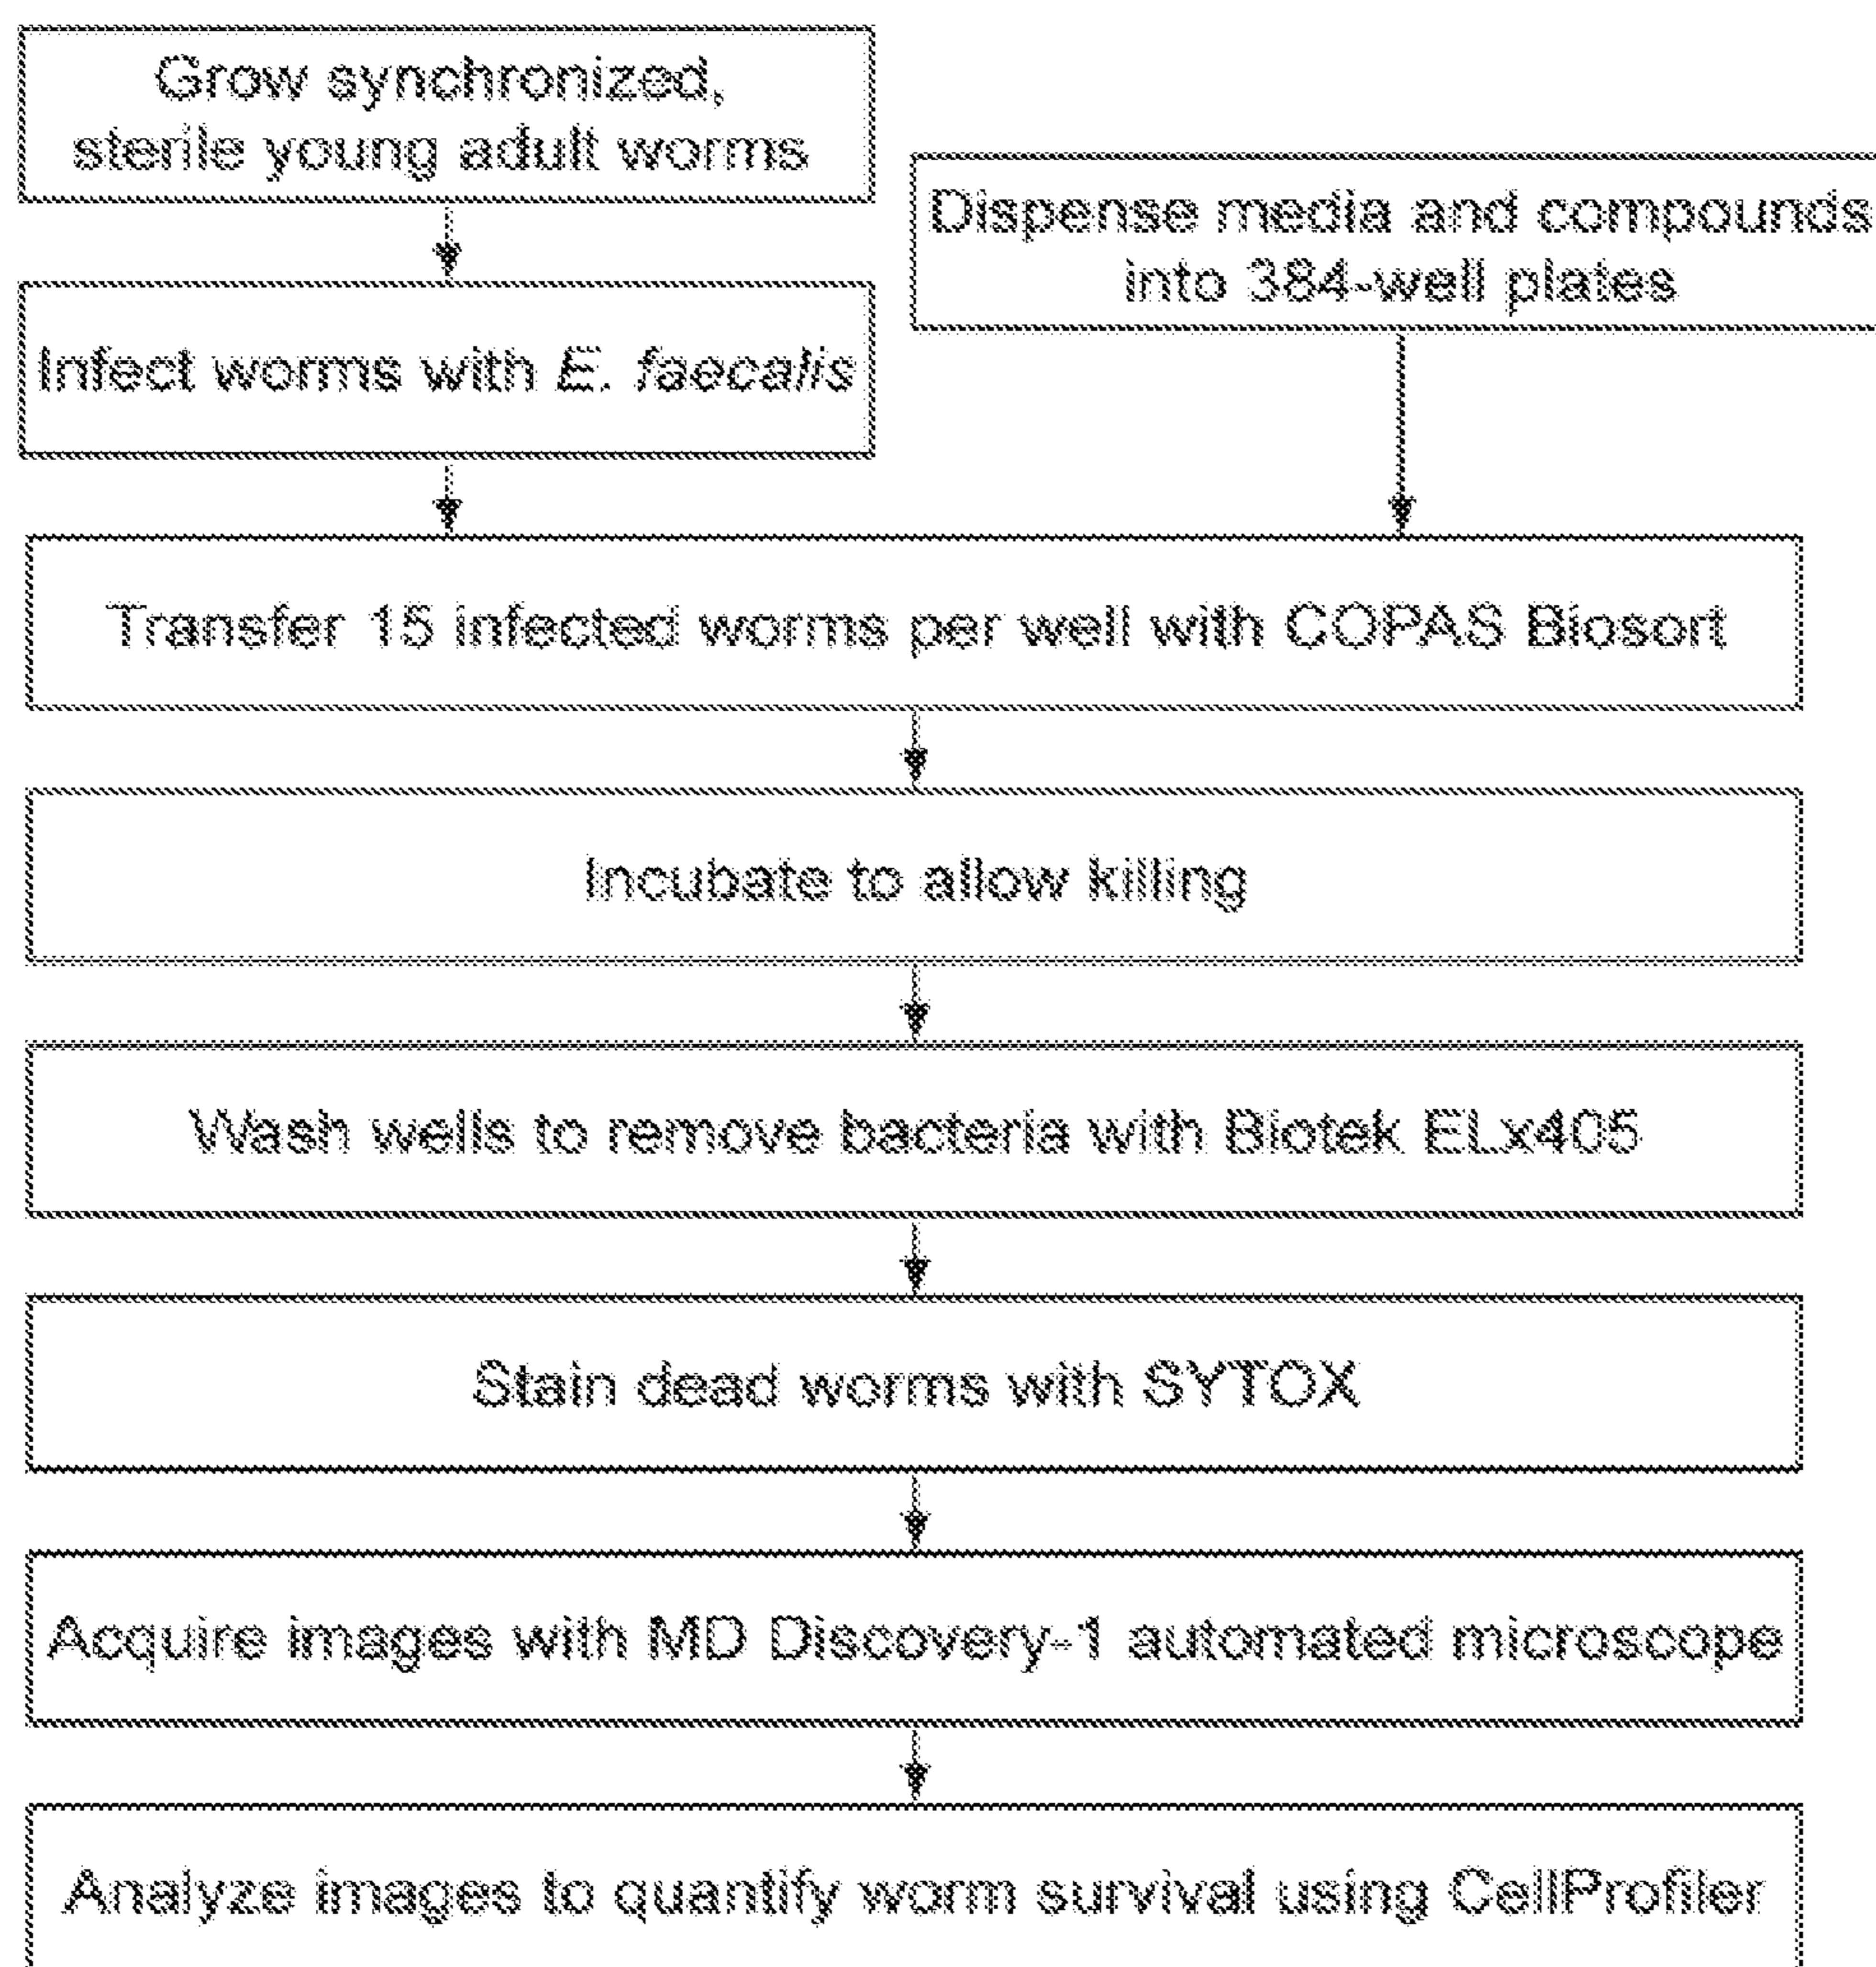 Grow synchronized,
sterile young adult worms
Dispense media and compounds
into 384-well plates
Infect worms with E. faecalis
Transfer 15 infected worms per well with COPAS Biosort
Incubate to allow killing
Wash wells to remove bacteria with Biotek ELx405
Stain dead worms with SYTOX
Acquire images with MD Discovery-1 automated microscope
Analyze images to quantify worm survival using CellProfiler